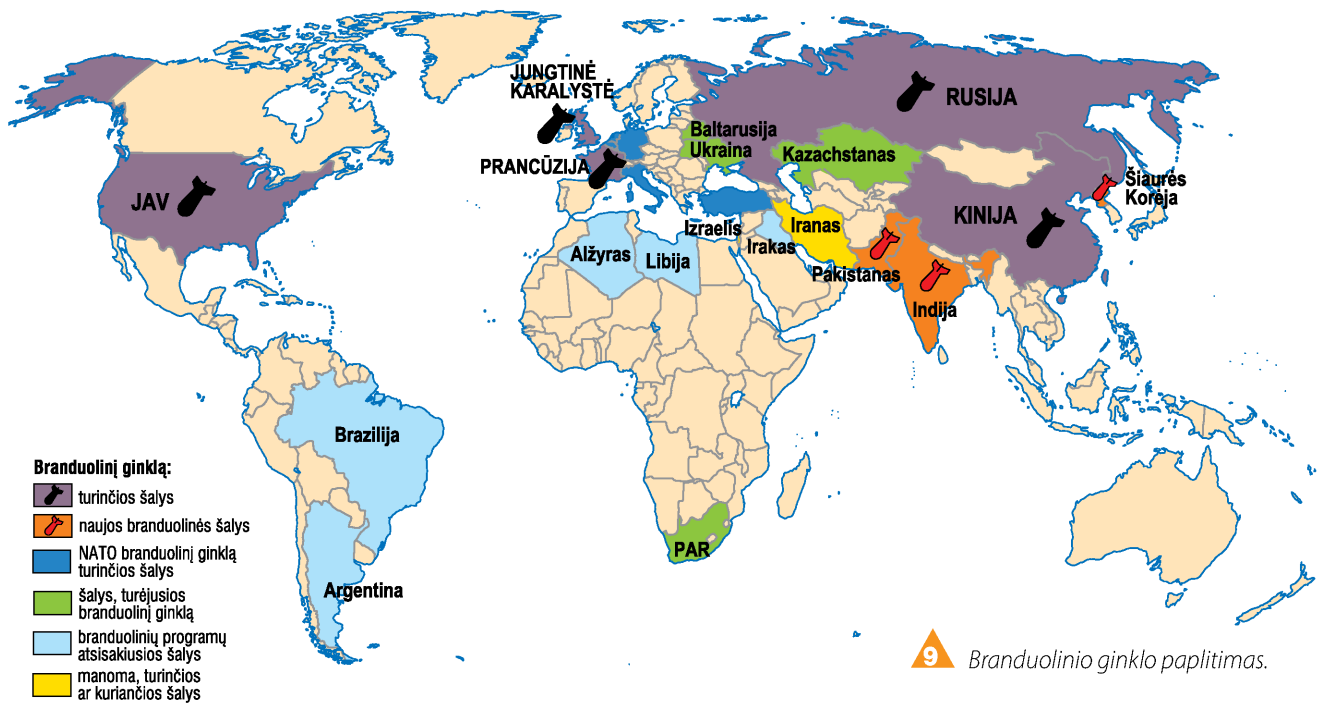 JUNGTINĖ
KARALYSTĖ
RUSIJA
Baltarusija
Ukraina
Kazachstanas
PRANCŪZIJA
JAV
Šiaurės
Korėja
KINIJA
Izraelis
Irakas
Iranas
Alžyras
Libija
Pakistanas
Indija
Brazilija
PAR
Argentina
Branduolinį ginklą:
turinčios šalys
naujos branduolinės šalys
NATO branduolinį ginklą
turinčios šalys
šalys, turėjusios
branduolinį ginklą
branduolinių programų
atsisakiusios šalys
manoma, turinčios
ar kuriančios šalys
9 Branduolinio ginklo paplitimas.